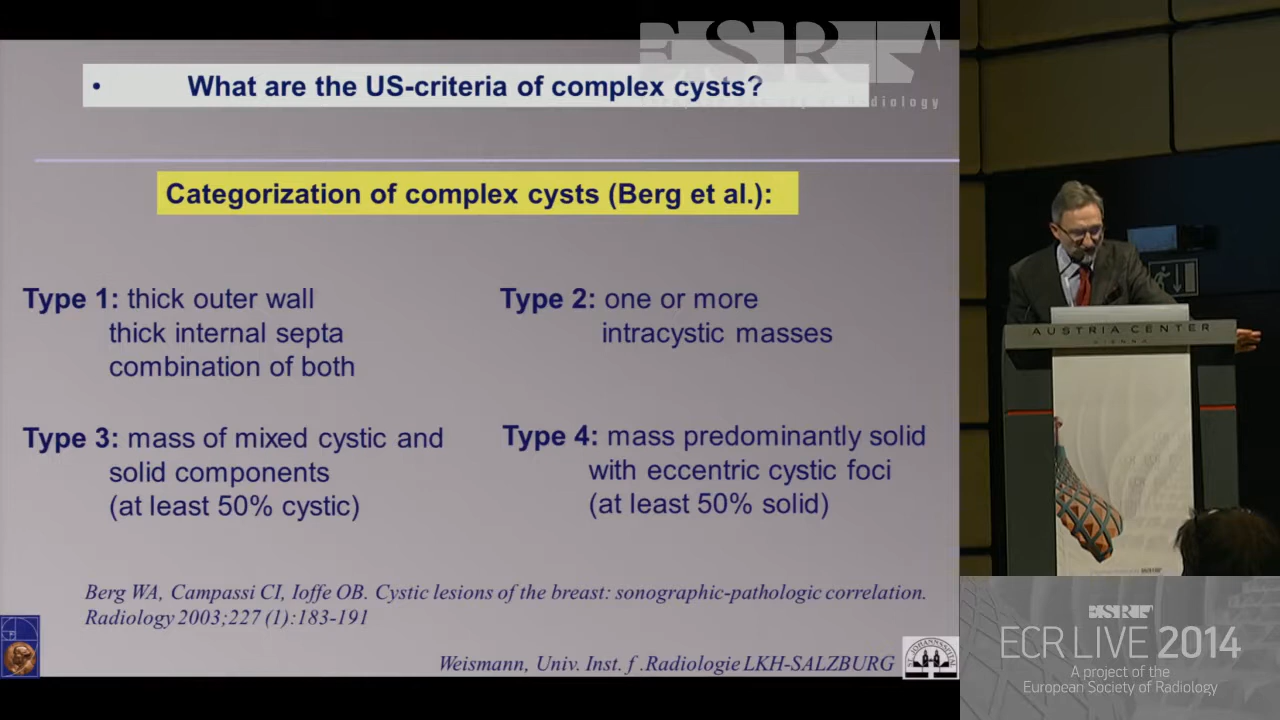 ESR
Radiology
• What are the US-criteria of complex cysts?
Categorization of complex cysts (Berg et al.):
Type 1: thick outer wall
thick internal septa
combination of both
Type 2: one or more
intracystic masses
Type 3: mass of mixed cystic and
solid components
(at least 50% cystic)
Type 4: mass predominantly solid
with eccentric cystic foci
(at least 50% solid)
Berg WA, Campassi CI, Ioffe OB. Cystic lesions of the breast: sonographic-pathologic correlation.
Radiology 2003;227 (1):183-191
Weismann, Univ. Inst. f .Radiologie LKH-SALZBURG
AUSTRIA CENTER
VIENNA
ESR
ECR LIVE 2014
A project of the
European Society of Radiology